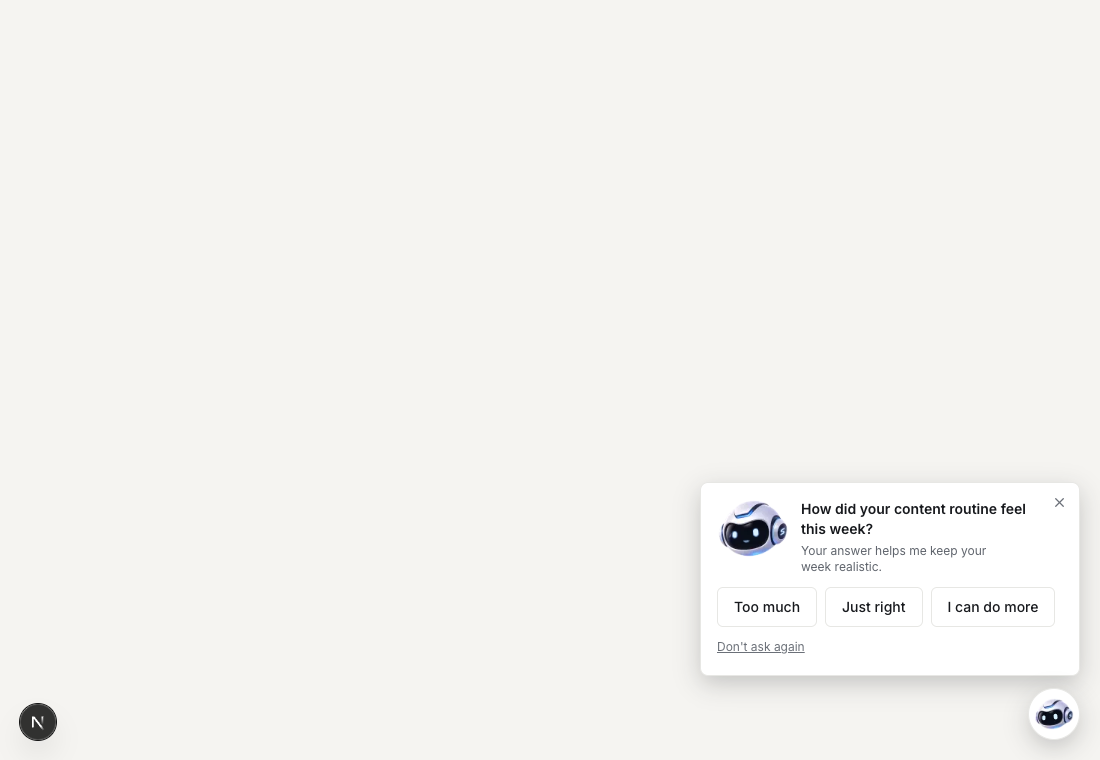 How did your content routine feel
this week?
Your answer helps me keep your
week realistic.
Too much
Just right
I can do more
Don't ask again
N